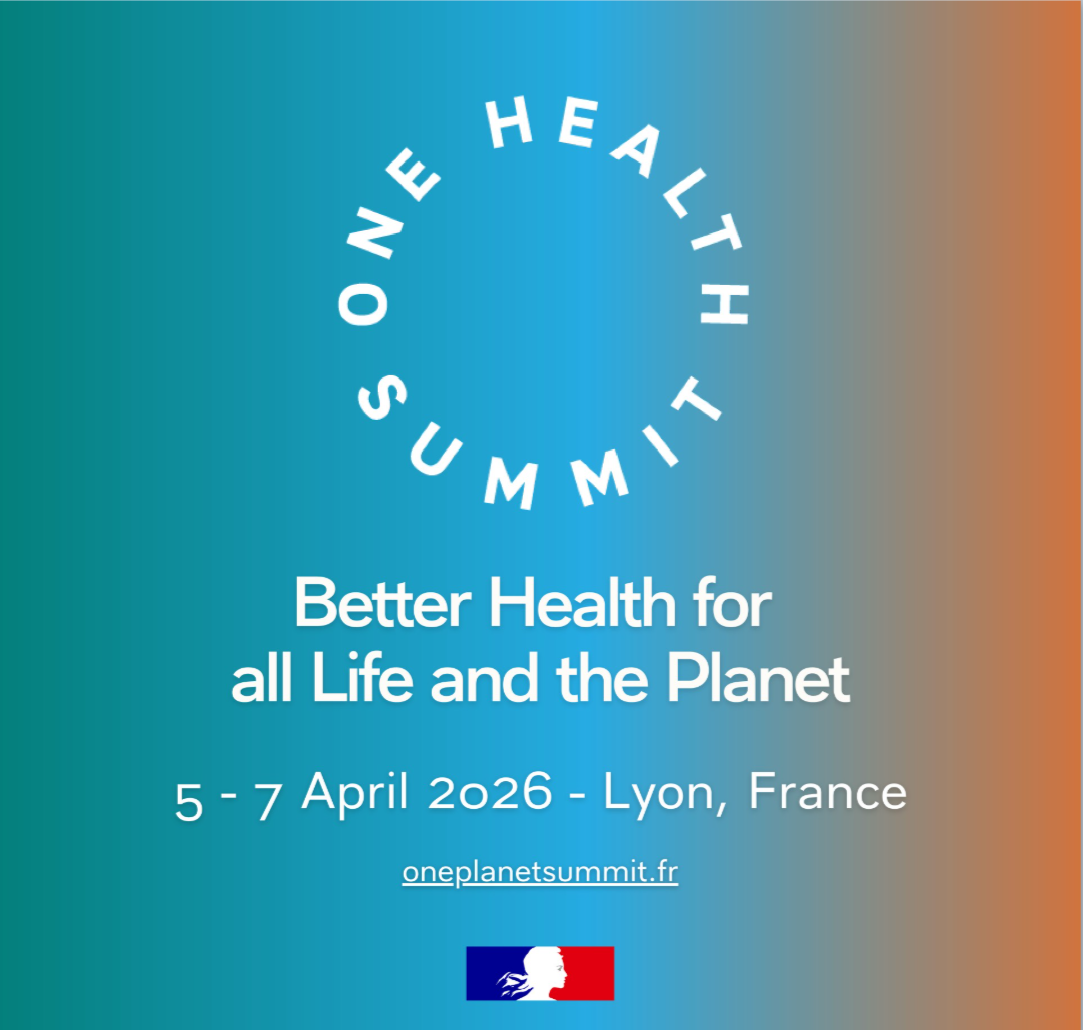 ONE HEALTH
SUMMIT
Better Health for
all Life and the Planet
5 - 7 April 2026 - Lyon, France
oneplanetsummit.fr